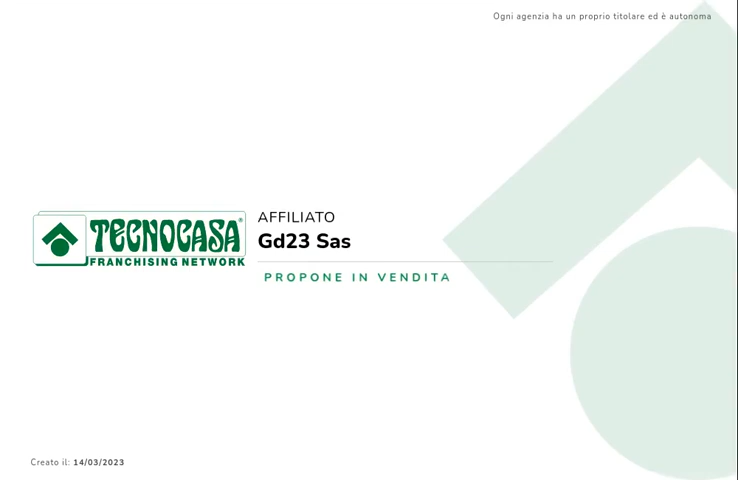 Ogni agenzia ha un proprio titolare ed è autonoma
TECNOCASA®
FRANCHISING NETWORK
AFFILIATO
Gd23 Sas
PROPONE IN VENDITA
Creato il: 14/03/2023